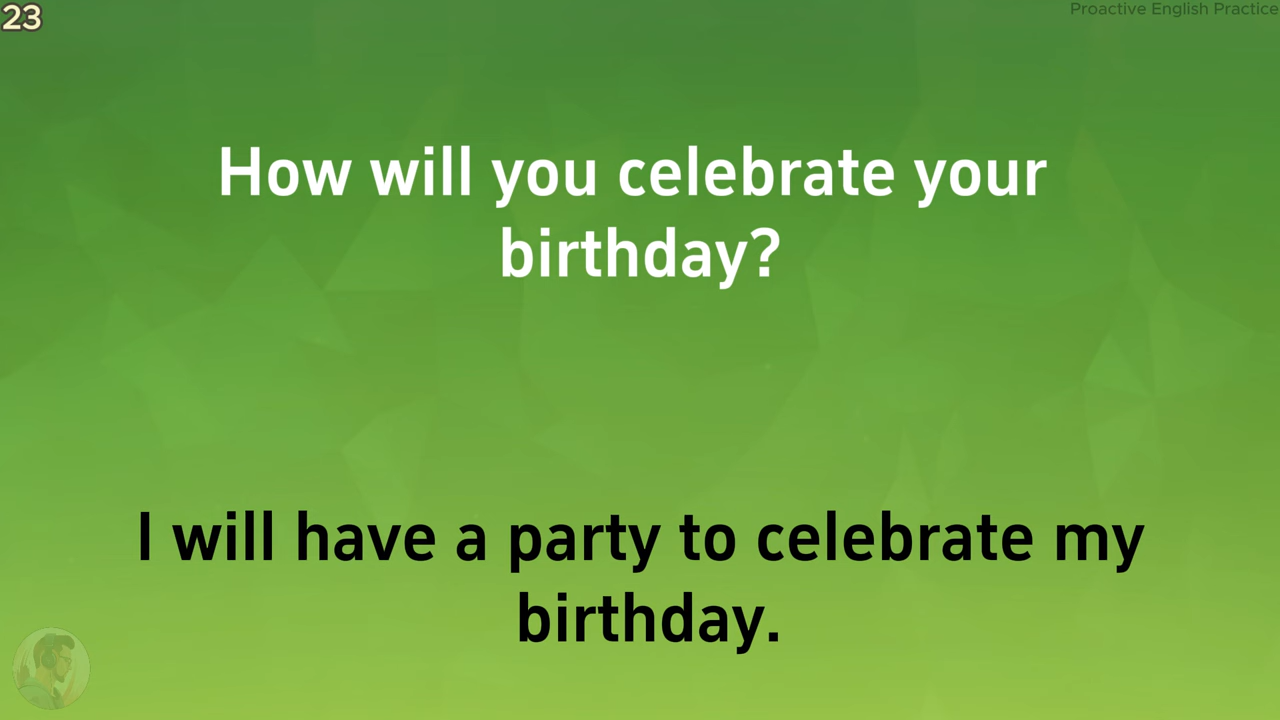 23
Proactive English Practice
How will you celebrate your
birthday?
I will have a party to celebrate my
birthday.